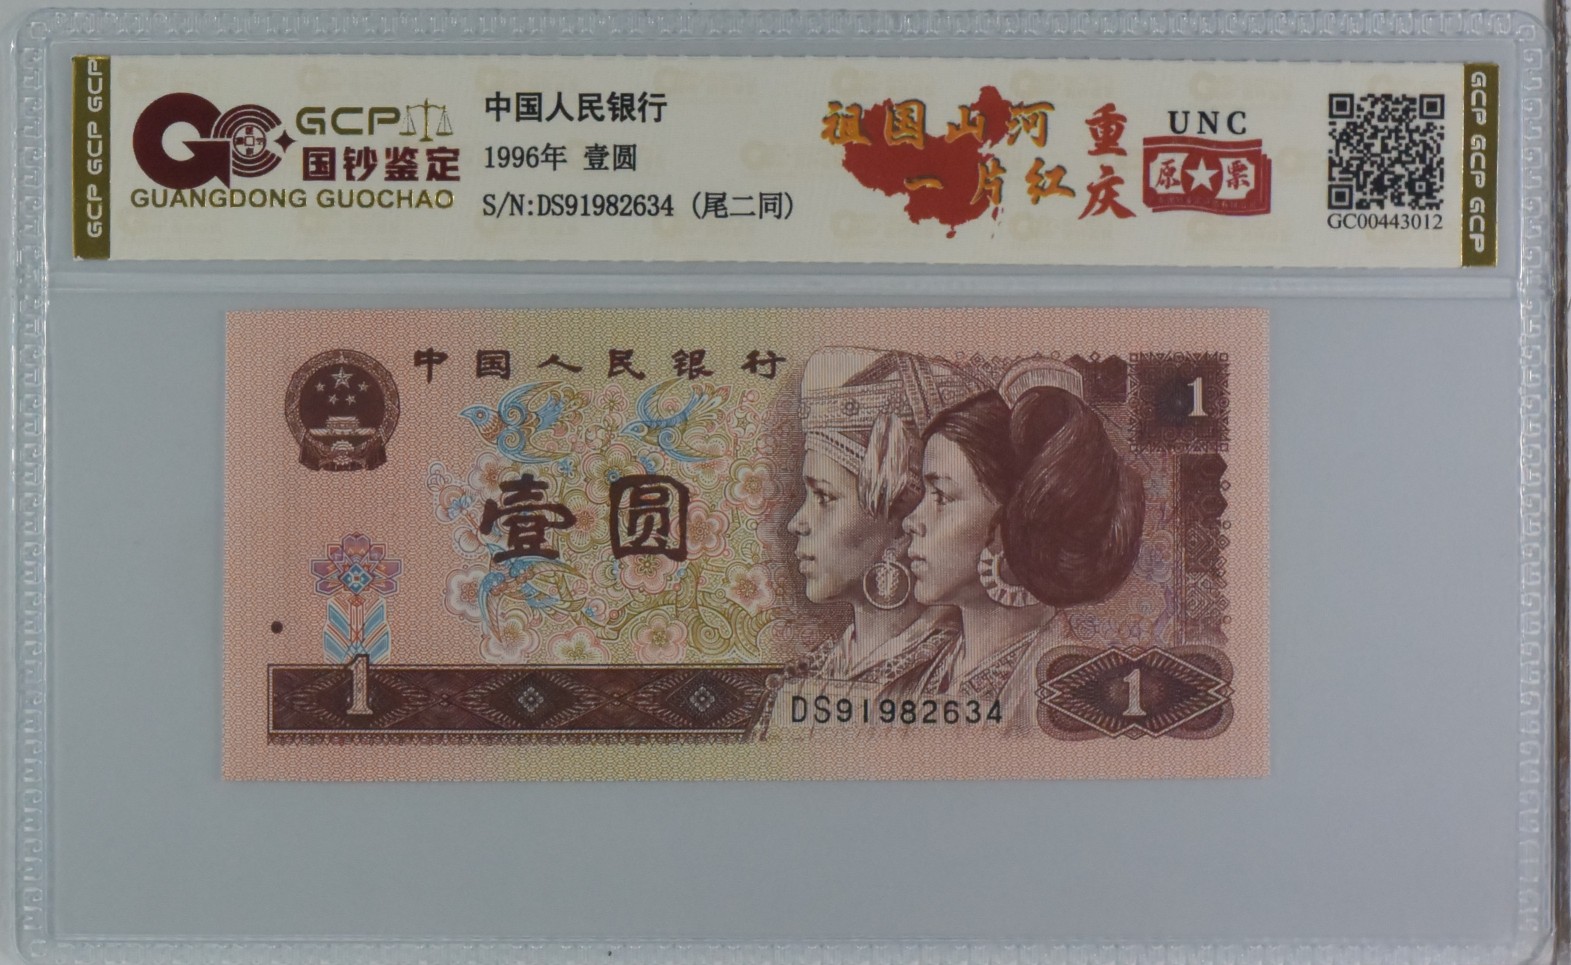 GCP GCP GCP
GCP
国钞鉴定
GUANGDONG GUOCHAO
中国人民银行
1996年 壹圆
S/N:DS91982634 (尾二同)
祖国山河
一片红
重庆
UNC
原票
GC00443012
GCP GCP GCP
中国人民银行
1
壹圆
1
DS91982634
1